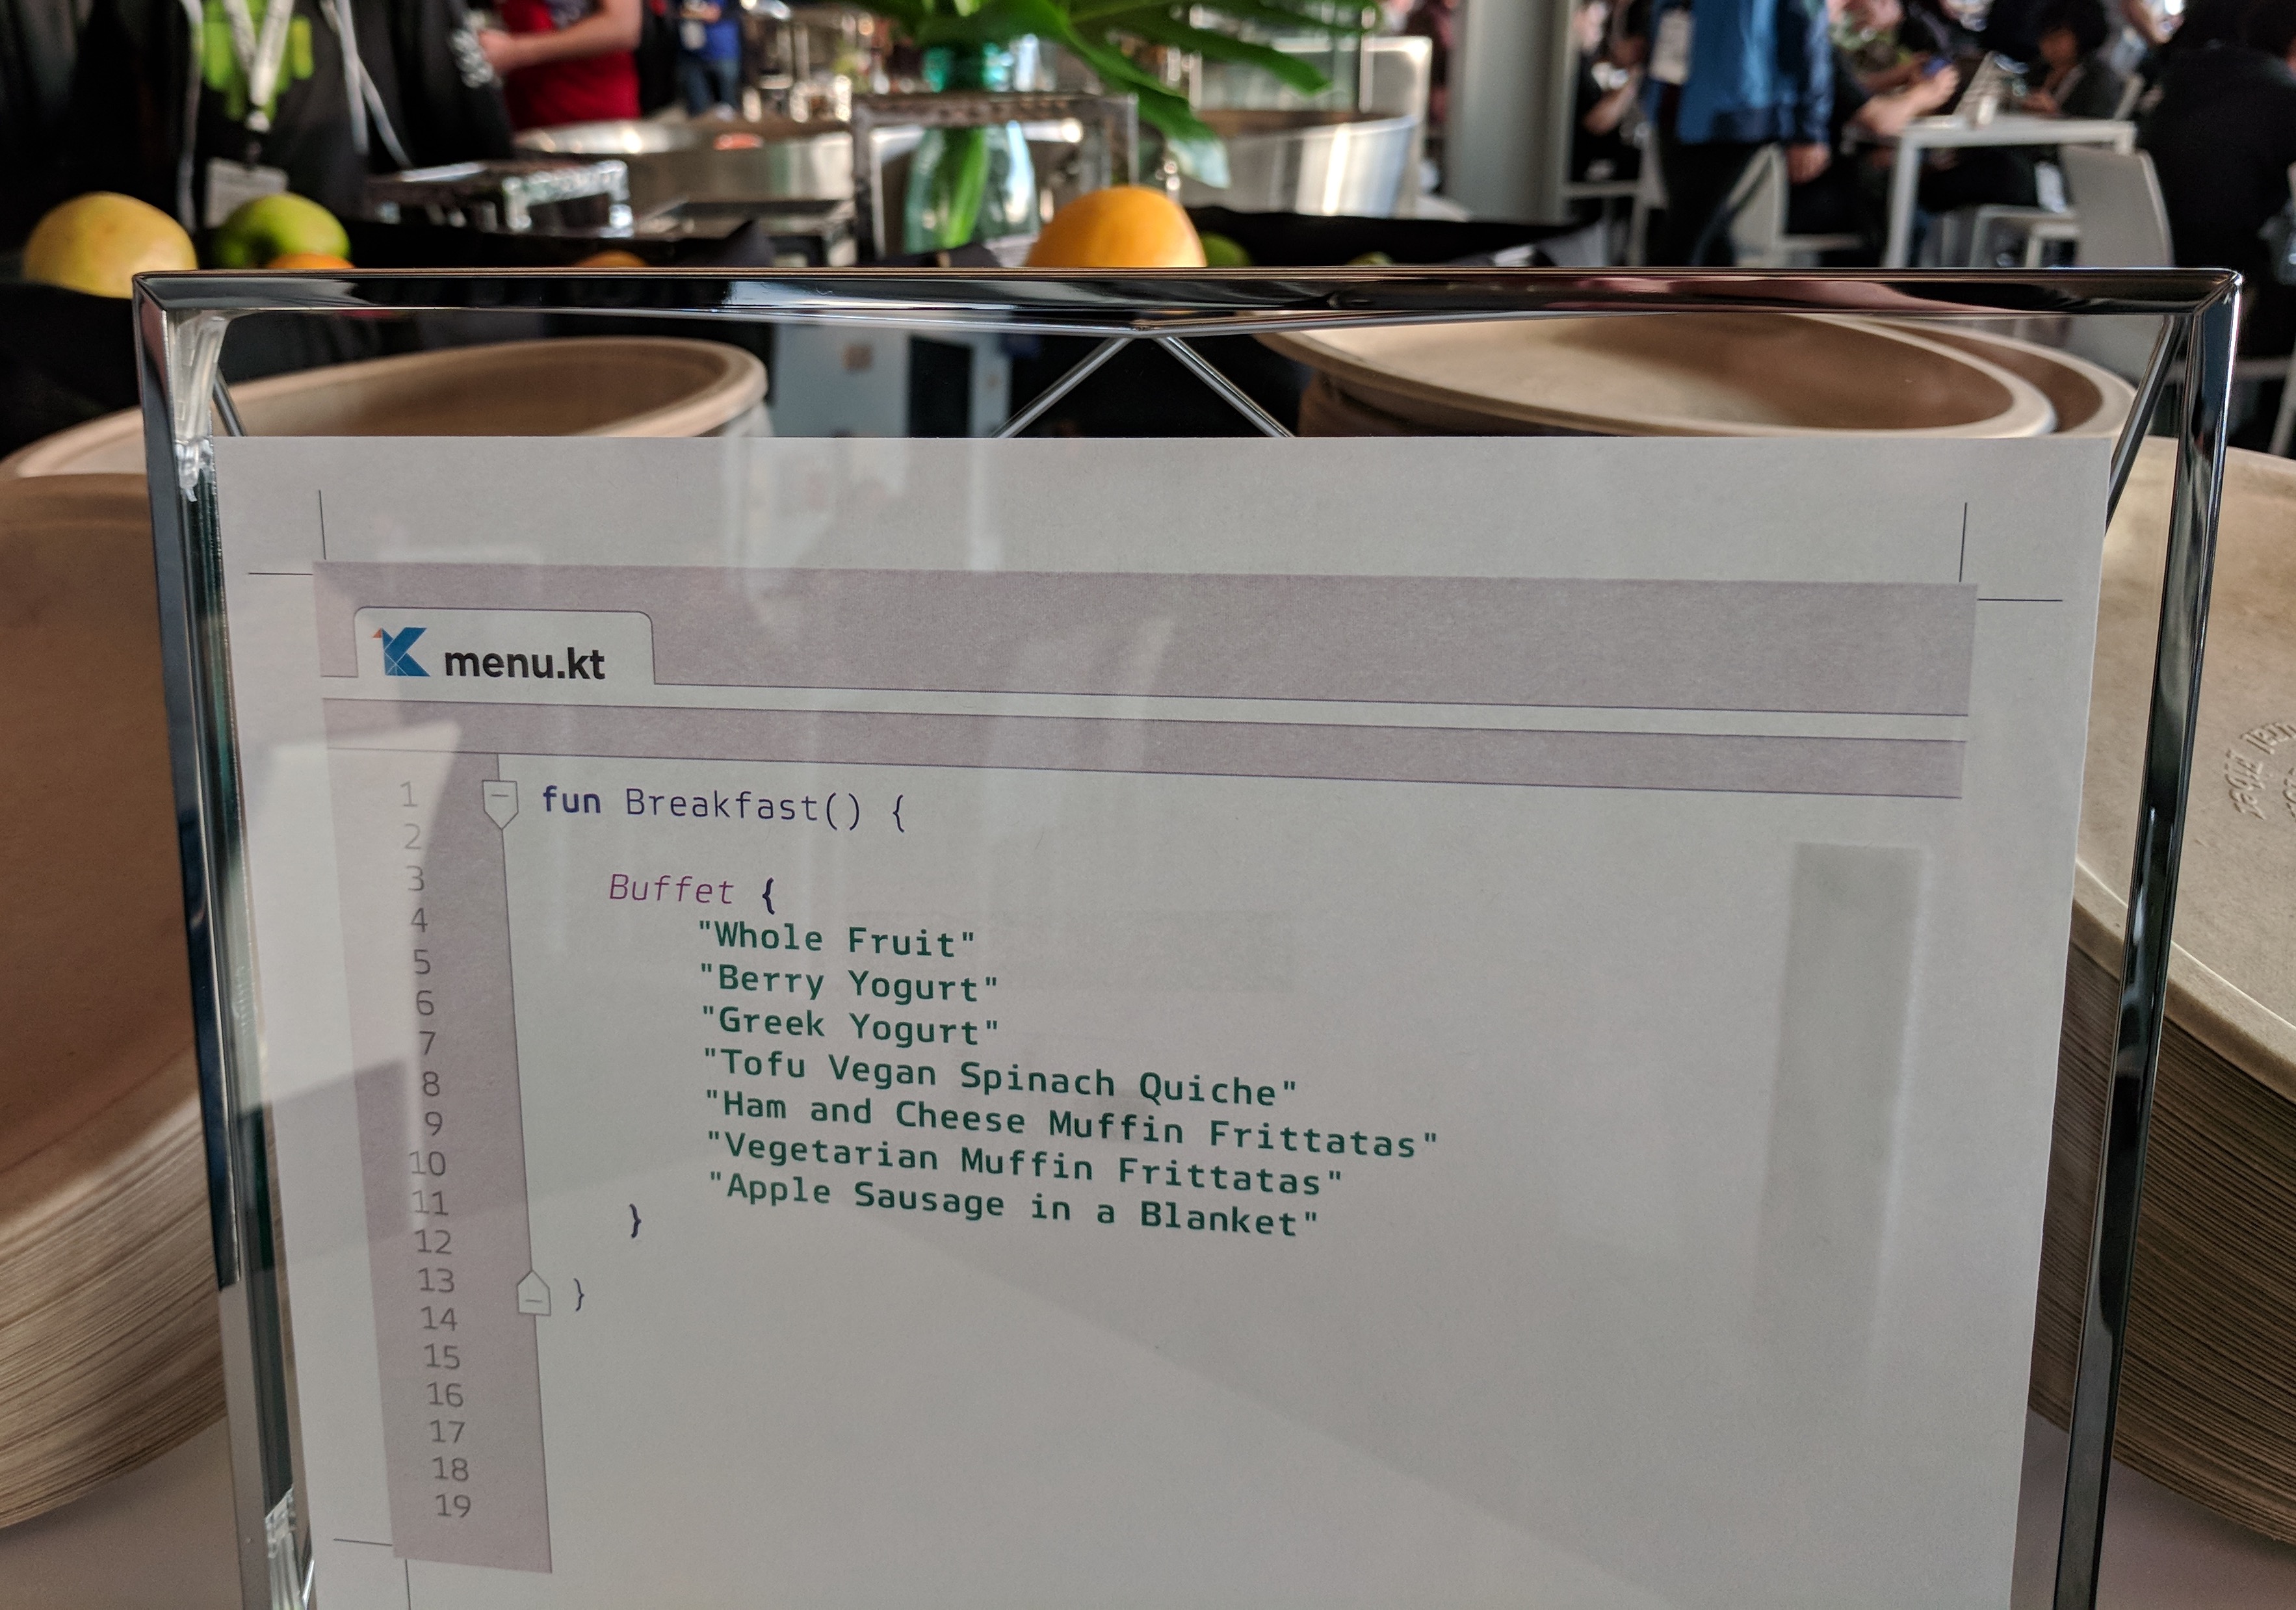 menu.kt
1 fun Breakfast() {
2
3 Buffet {
4 "Whole Fruit"
5 "Berry Yogurt"
6 "Greek Yogurt"
7 "Tofu Vegan Spinach Quiche"
8 "Ham and Cheese Muffin Frittatas"
9 "Vegetarian Muffin Frittatas"
10 "Apple Sausage in a Blanket"
11 }
12
13 }
14
15
16
17
18
19